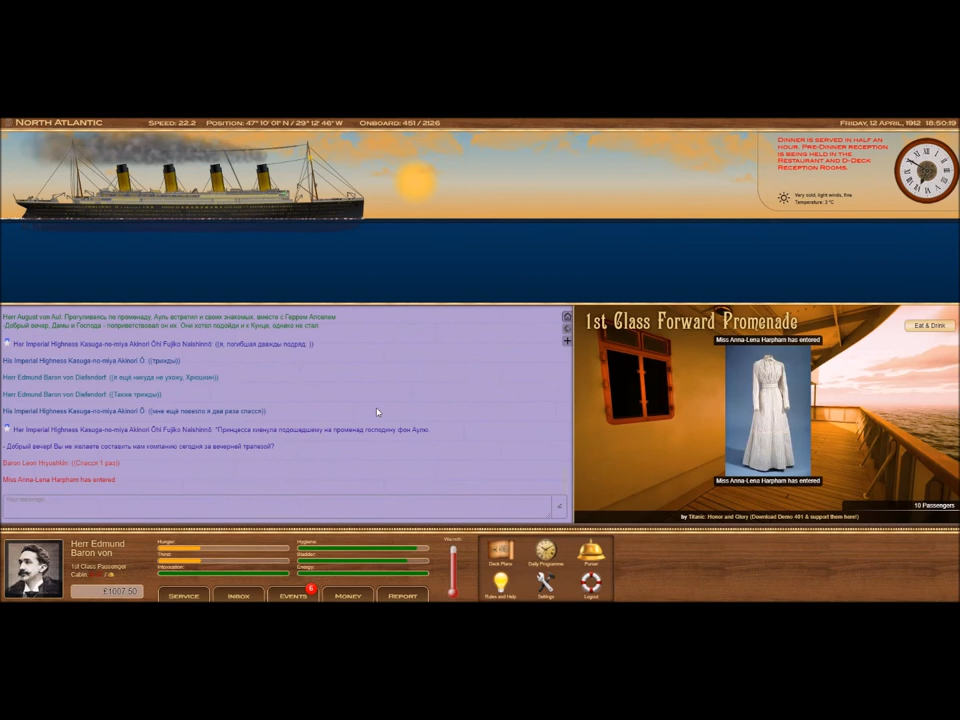 NORTH ATLANTIC
SPEED: 22.2 POSITION: 47° 10' 01" N / 29° 12' 46" W ONBOARD: 451 / 2126
FRIDAY, 12 APRIL, 1912 18:50:19
DINNER IS SERVED IN HALF AN
HOUR. PRE-DINNER RECEPTION
IS BEING HELD IN THE
RESTAURANT AND D-DECK
RECEPTION ROOMS.
Very cold, light winds, fine
Temperature: 3 °C
Herr August von Aul: Прогуливаясь по променаду, Ауль встретил и своих знакомых, вместе с Герром Апселем
-Добрый вечер, Дамы и Господа - поприветствовал он их. Они хотел подойди и к Кунце, однако не стал
Her Imperial Highness Kasuga-no-miya Akinori Ōhi Fujiko Naishinnō: ((я, погибшая дважды подряд: ))
His Imperial Highness Kasuga-no-miya Akinori Ō: ((трижды))
Herr Edmund Baron von Diefendorf: ((я ещё никуда не ухожу, Хрюшкин))
Herr Edmund Baron von Diefendorf: ((Также трижды))
His Imperial Highness Kasuga-no-miya Akinori Ō: ((мне ещё повезло я два раза спасся))
Her Imperial Highness Kasuga-no-miya Akinori Ōhi Fujiko Naishinnō: "Принцесса кивнула подошедшему на променад господину фон Аулю.
- Добрый вечер! Вы не желаете составить нам компанию сегодня за вечерней трапезой?
Baron Leon Hryushkin: ((Спасся 1 раз))
Miss Anna-Lena Harpham has entered
Your message...
1st Class Forward Promenade
Eat & Drink
Miss Anna-Lena Harpham has entered
Miss Anna-Lena Harpham has entered
10 Passengers
by Titanic: Honor and Glory (Download Demo 401 & support them here!)
Herr Edmund
Baron von
1st Class Passenger
Cabin:
£1007.50
Hunger:
Thirst:
Intoxication:
Hygiene:
Bladder:
Energy:
Warmth:
SERVICE
INBOX
EVENTS
6
MONEY
REPORT
Deck Plans
Daily Programme
Purser
Rules and Help
Settings
Logout